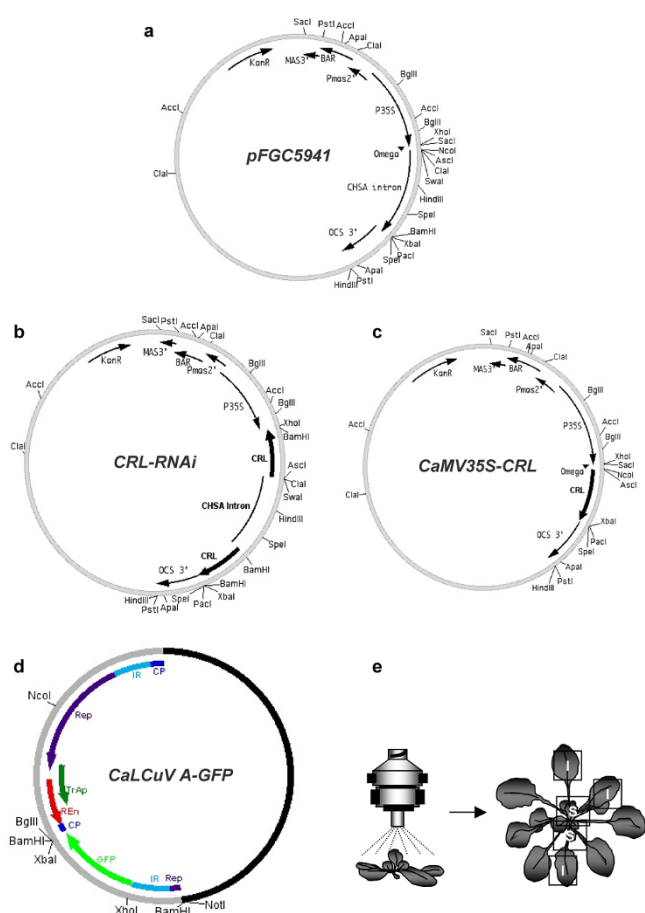 a
SacI
PstI
AccI
ApaI
ClaI
KanR
MAS3'
BAR
Pmas2'
BglII
AccI
P35S
AccI
BglII
XhoI
SacI
NcoI
AscI
ClaI
SwaI
Omega
pFGC5941
ClaI
CHSA intron
HindIII
SpeI
OCS 3'
BamHI
XbaI
PacI
SpeI
ApaI
PstI
HindIII
b
SacI
PstI
AccI
ApaI
ClaI
KanR
MAS3'
BAR
Pmas2'
BglII
AccI
P35S
AccI
BglII
XhoI
BamHI
ClaI
CRL-RNAi
CRL
AscI
ClaI
SwaI
CHSA Intron
HindIII
SpeI
CRL
BamHI
OCS 3'
BamHI
XbaI
PacI
SpeI
ApaI
PstI
HindIII
c
SacI
PstI
AccI
ApaI
ClaI
KanR
MAS3'
BAR
Pmas2'
BglII
AccI
P35S
AccI
BglII
XhoI
SacI
NcoI
AscI
Omega
CaMV35S-CRL
ClaI
CRL
XbaI
PacI
SpeI
OCS 3'
ApaI
PstI
HindIII
d
CP
IR
NcoI
Rep
CaLCuV A-GFP
TrAp
REn
BglII
CP
BamHI
XbaI
GFP
IR
Rep
XhoI
BamHI
NotI
e
I
I
S
S
I